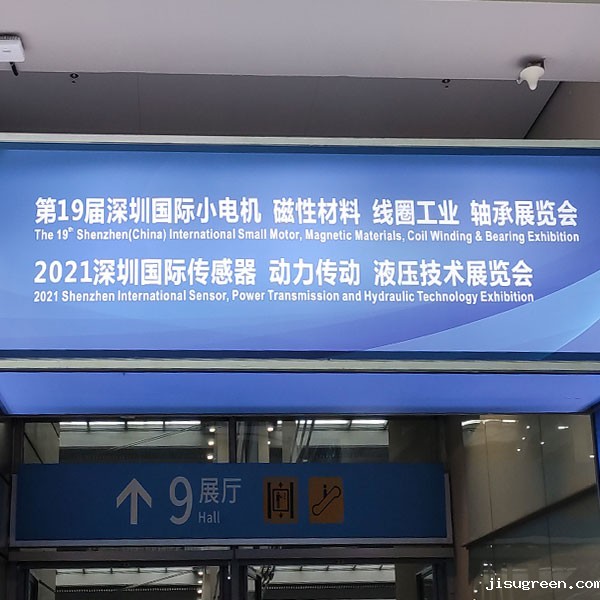 第19届深圳国际小电机 磁性材料 线圈工业 轴承展览会
The 19th Shenzhen(China) International Small Motor, Magnetic Materials, Coil Winding & Bearing Exhibition
2021深圳国际传感器 动力传动 液压技术展览会
2021 Shenzhen International Sensor, Power Transmission and Hydraulic Technology Exhibition
9 展厅
Hall
jisugreen.com